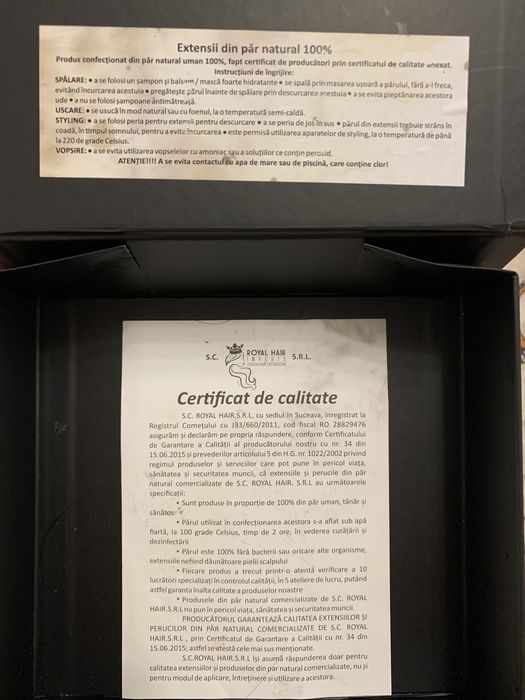 Extensii din păr natural 100%
Produs confecționat din păr natural uman 100%, fapt certificat de producători prin certificatul de calitate anexat.
Instrucțiuni de îngrijire:
SPĂLARE: • a se folosi un șampon și balsam / mască foarte hidratante • se spală prin masarea ușoară a părului, fără a-l freca,
evitând încurcarea acestuia • pregătește părul înainte de spălare prin descurcarea acestuia • a se evita pieptănarea acestora
ude • a nu se folosi șampoane antimătreață.
USCARE: • se usucă în mod natural sau cu foenul, la o temperatură semi-caldă.
STYLING: • a se folosi peria pentru extensii pentru descurcare • a se peria de jos în sus • părul din extensii trebuie strâns în
coadă, în timpul somnului, pentru a evite încurcarea • este permisă utilizarea aparatelor de styling, la o temperatură de până
la 220 de grade Celsius.
VOPSIRE: • a se evita utilizarea vopselelor cu amoniac sau a soluțiilor ce conțin peroxid.
ATENȚIE!!!! A se evita contactul cu apa de mare sau de piscină, care conține clor!
S.C. ROYAL HAIR S.R.L.
IMPORTS
VIRGIN HAIR EXTENSIONS
Certificat de calitate
S.C. ROYAL HAIR.S.R.L, cu sediul în Suceava, înregistrat la
Registrul Comețului cu J33/660/2011, cod fiscal RO 28829476
asigurăm și declarăm pe propria răspundere, conform Certificatului
de Garantare a Calității al producătorului nostru cu nr. 34 din
15.06.2015 și prevederilor articolului 5 din H.G. nr. 1022/2002 privind
regimul produselor și serviciilor care pot pune în pericol viața,
sănătatea și securitatea muncii, că extensiile și perucile din păr
natural comercializate de S.C. ROYAL HAIR. S.R.L au următoarele
specificații:
• Sunt produse în proporție de 100% din păr uman, tânăr și
sănătos
• Părul utilizat în confecționarea acestora s-a aflat sub apă
fiartă, la 100 grade Celsius, timp de 2 ore, în vederea curățării și
dezinfectării
• Părul este 100% fără bacterii sau oricare alte organisme,
extensiile nefiind dăunătoare pielii scalpului
• Fiecare produs a trecut printr-o atentă verificare a 10
lucrători specializați în controlul calității, în 5 ateliere de lucru, putând
astfel garanta înalta calitate a produselor noastre
• Produsele din păr natural comercializate de S.C. ROYAL
HAIR.S.R.L nu pun în pericol viața, sănătatea și securitatea muncii.
PRODUCĂTORUL GARANTEAZĂ CALITATEA EXTENSIILOR ȘI
PERUCILOR DIN PĂR NATURAL COMERCIALIZATE DE S.C. ROYAL
HAIR.S.R.L , prin Certificatul de Garantare a Calității cu nr. 34 din
15.06.2015; astfel se atestă cele mai sus menționate.
S.C.ROYAL HAIR.S.R.L își asumă răspunderea doar pentru
calitatea extensiilor și produselor din păr natural comercializate, nu și
pentru modul de aplicare, întreținere și utilizare a acestora.